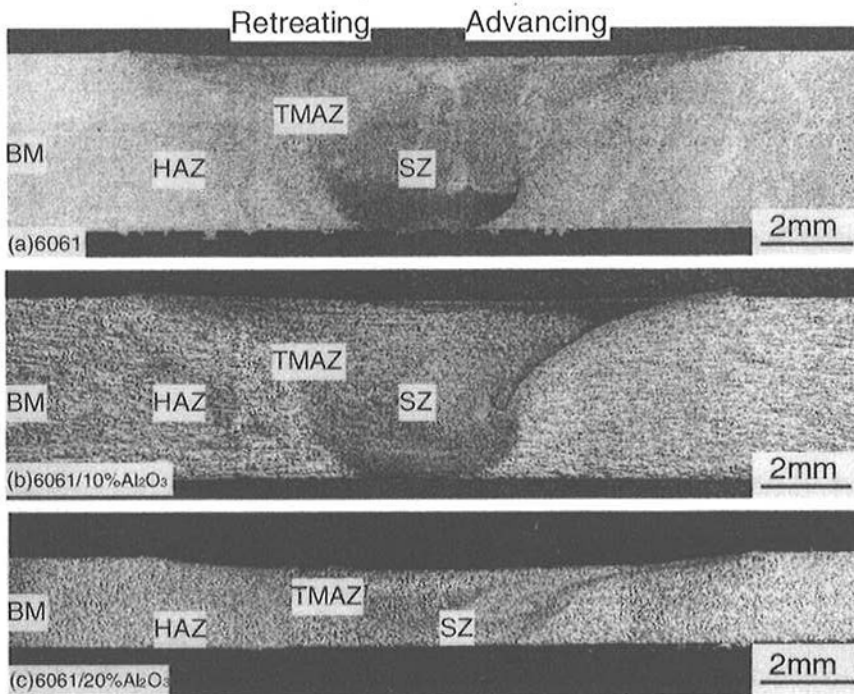 Retreating Advancing
TMAZ
BM HAZ SZ
(a)6061 2mm
TMAZ
BM HAZ SZ
(b)6061/10%Al₂O₃ 2mm
TMAZ
BM HAZ SZ
(c)6061/20%Al₂O₃ 2mm